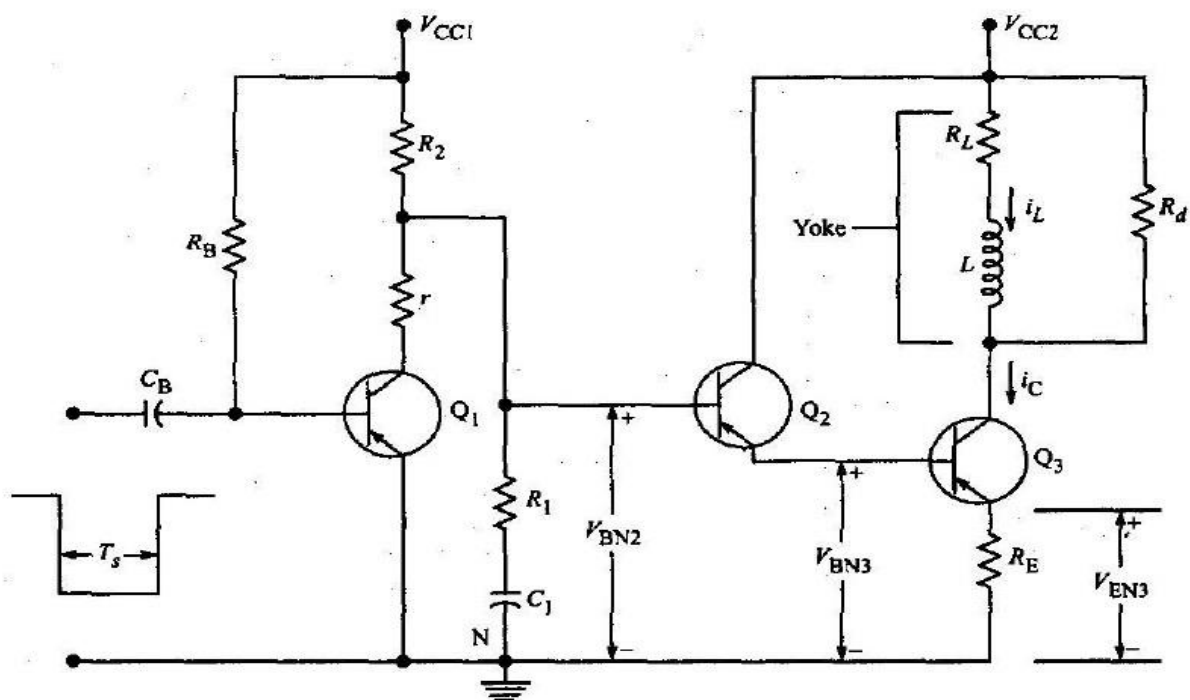 V_CC1
V_CC2
R_2
R_L
R_B
i_L
R_d
Yoke
r
L
C_B
i_C
Q_1
+
Q_2
+
Q_3
R_1
+
T_s
V_BN2
V_BN3
R_E
V_EN3
C_1
N
−
−
−